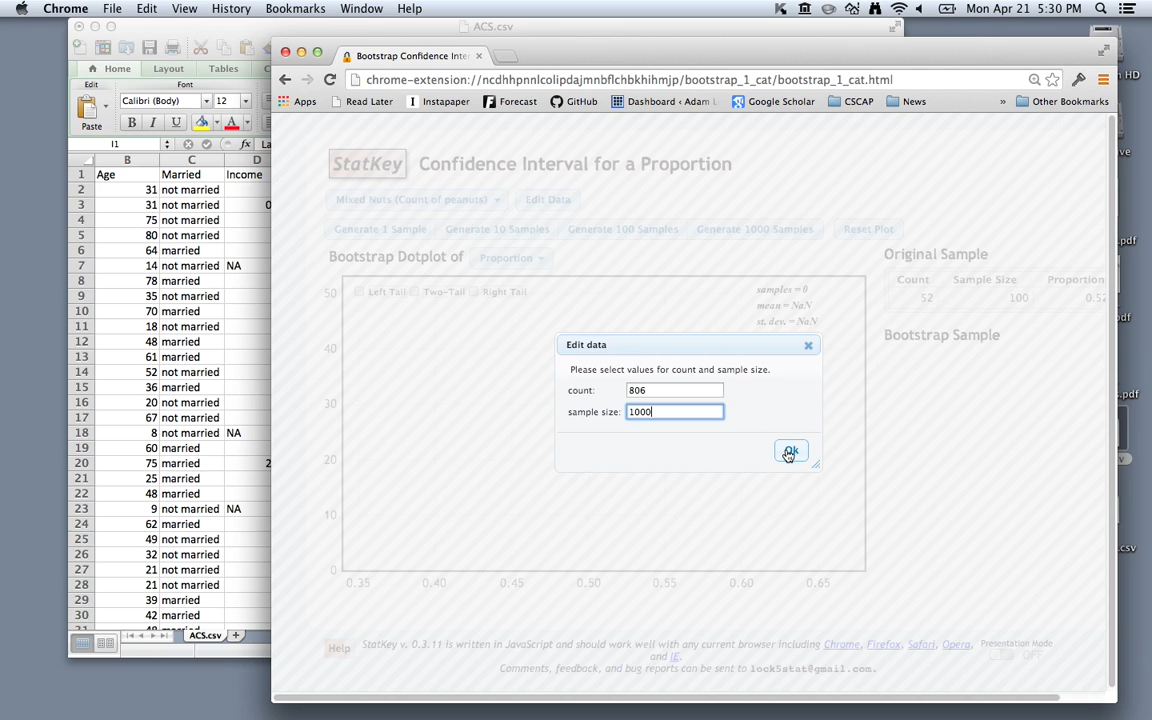 Chrome File Edit View History Bookmarks Window Help Mon Apr 21 5:30 PM
ACS.csv
Home Layout Tables
Edit Font
Paste Calibri (Body) 12
B I U A
I1 fx La
B C D
1 Age Married Income
2 31 not married
3 31 not married 0
4 75 not married
5 80 not married
6 64 married
7 14 not married NA
8 78 married
9 35 not married
10 70 married
11 18 not married
12 48 married
13 61 married
14 52 married
15 36 married
16 20 not married
17 67 not married
18 8 not married NA
19 60 married
20 75 married 2
21 25 married
22 48 married
23 9 not married NA
24 62 married
25 49 not married
26 32 not married
27 21 not married
28 21 not married
29 39 married
30 42 married
31
ACS.csv
Bootstrap Confidence Inter
chrome-extension://ncdhhpnnlcolipdajmnbflchbkhihmjp/bootstrap_1_cat/bootstrap_1_cat.html
Apps Read Later Instapaper Forecast GitHub Dashboard ‹ Adam Google Scholar CSCAP News » Other Bookmarks
StatKey Confidence Interval for a Proportion
Mixed Nuts (Count of peanuts) Edit Data
Generate 1 Sample Generate 10 Samples Generate 100 Samples Generate 1000 Samples Reset Plot
Bootstrap Dotplot of Proportion
Left Tail Two-Tail Right Tail
samples = 0
mean = NaN
st. dev. = NaN
50
40
30
20
10
0
0.35 0.40 0.45 0.50 0.55 0.60 0.65
Original Sample
Count Sample Size Proportion
52 100 0.52
Bootstrap Sample
Edit data
Please select values for count and sample size.
count: 806
sample size: 1000
Ok
Help
StatKey v. 0.3.11 is written in JavaScript and should work well with any current browser including Chrome, Firefox, Safari, Opera,
and IE.
Comments, feedback, and bug reports can be sent to lock5stat@gmail.com.
Presentation Mode
OFF
HD
ve
.pdf
df
s.pdf
v
.csv